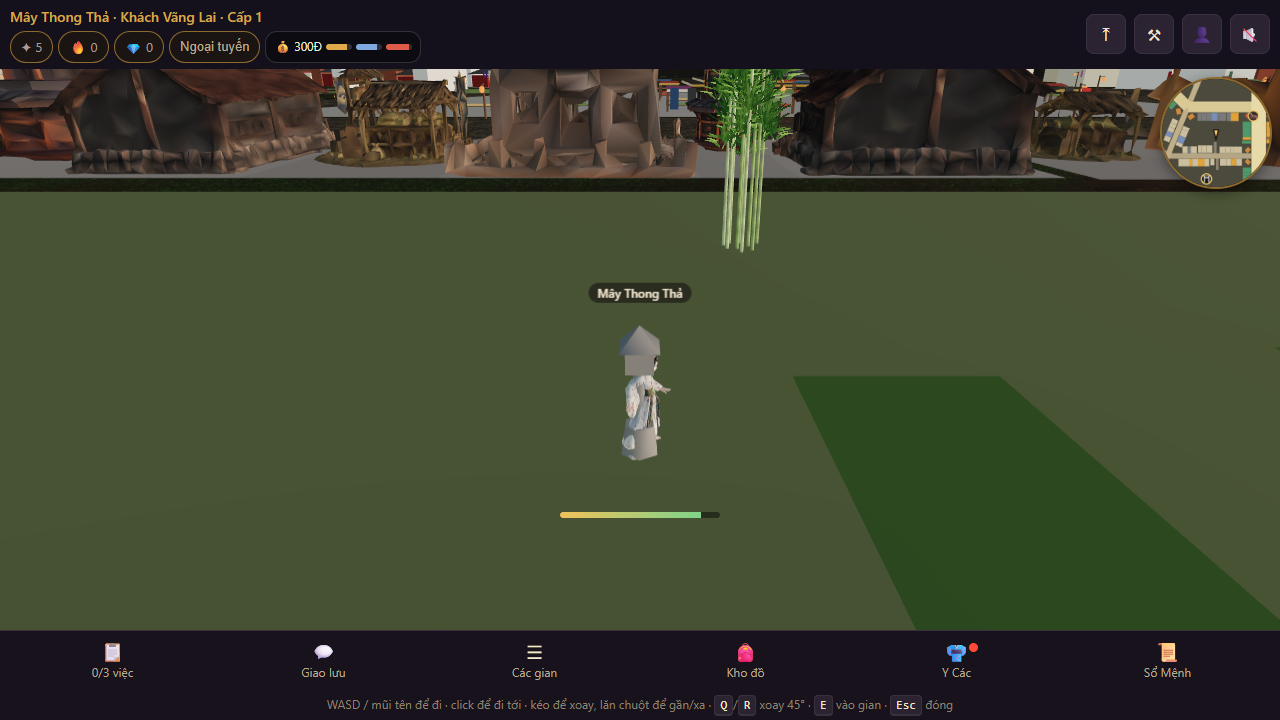 Mây Thong Thả · Khách Vãng Lai · Cấp 1
✦ 5 🔥 0 💎 0 Ngoại tuyến 💰 300Đ
Mây Thong Thả
0/3 việc
Giao lưu
Các gian
Kho đồ
Y Các
Sổ Mệnh
WASD / mũi tên để đi · click để đi tới · kéo để xoay, lăn chuột để gần/xa · Q / R xoay 45° · E vào gian · Esc đóng